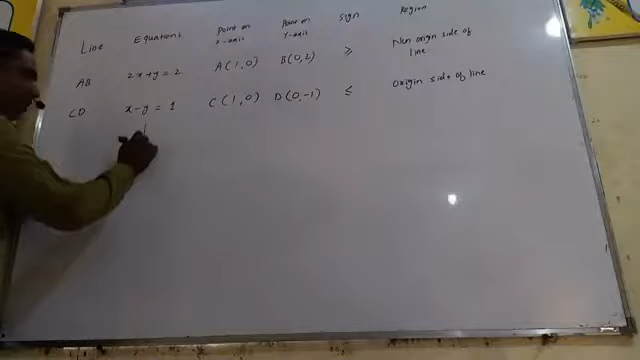 Line Equations Point on x-axis Point on Y-axis Sign Region
AB 2x+y=2 A(1,0) B(0,2) ≥ Non origin side of line
CD x-y=1 C(1,0) D(0,-1) ≤ Origin side of line